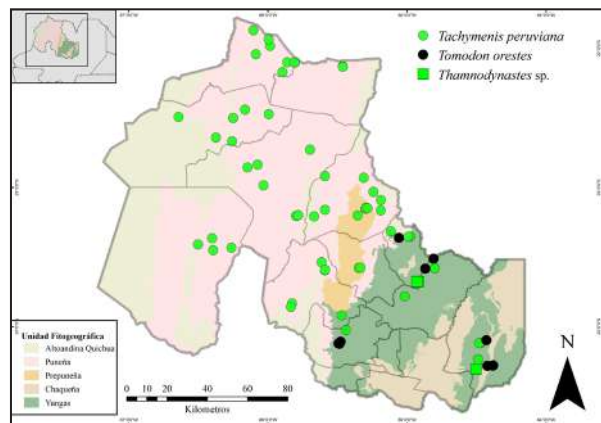 Tachymenis peruviana
Tomodon orestes
Thamnodynastes sp.
Unidad Fitogeográfica
Altoandina Quichua
Puneña
Prepuneña
Chaqueña
Yungas
0 10 20 40 60 80
Kilometros
N